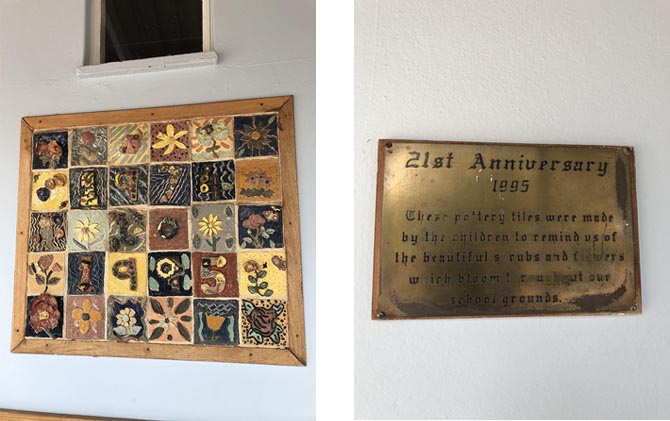 1995
21st Anniversary
1995
These pottery tiles were made
by the children to remind us of
the beautiful shrubs and flowers
which bloom throughout our
school grounds.